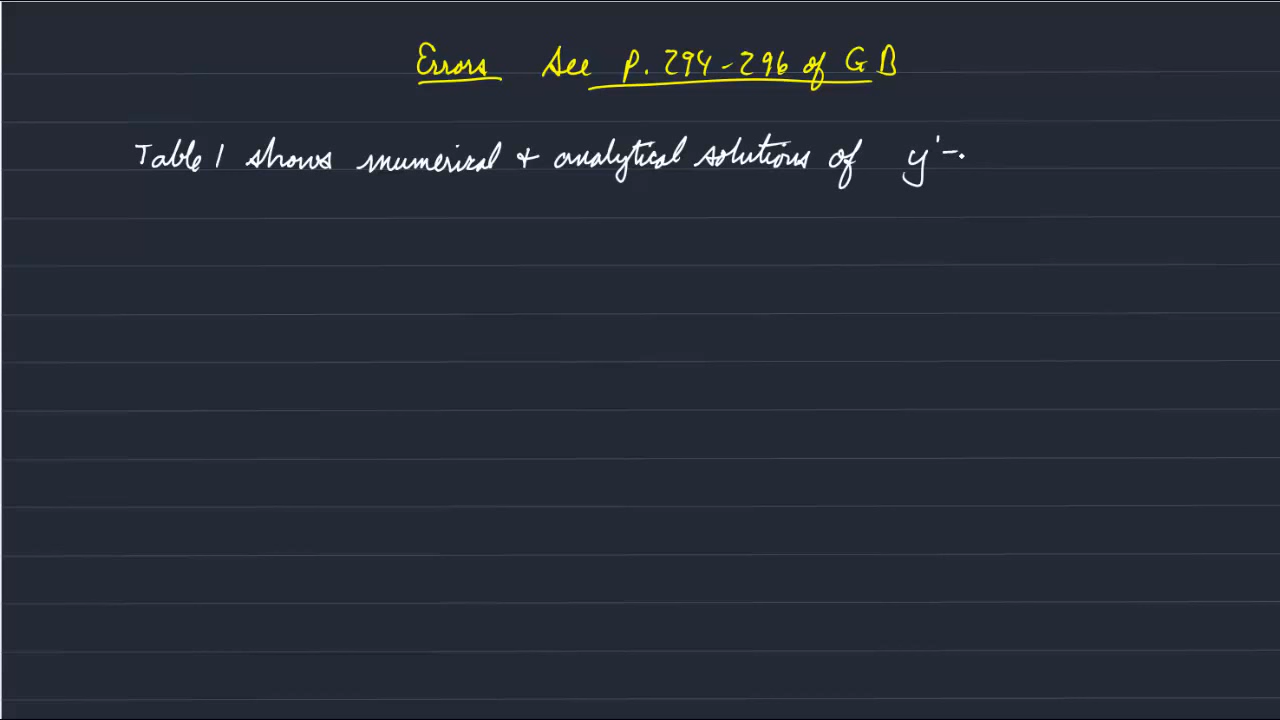 Errors See p. 294-296 of GB
Table 1 shows numerical + analytical solutions of y'-